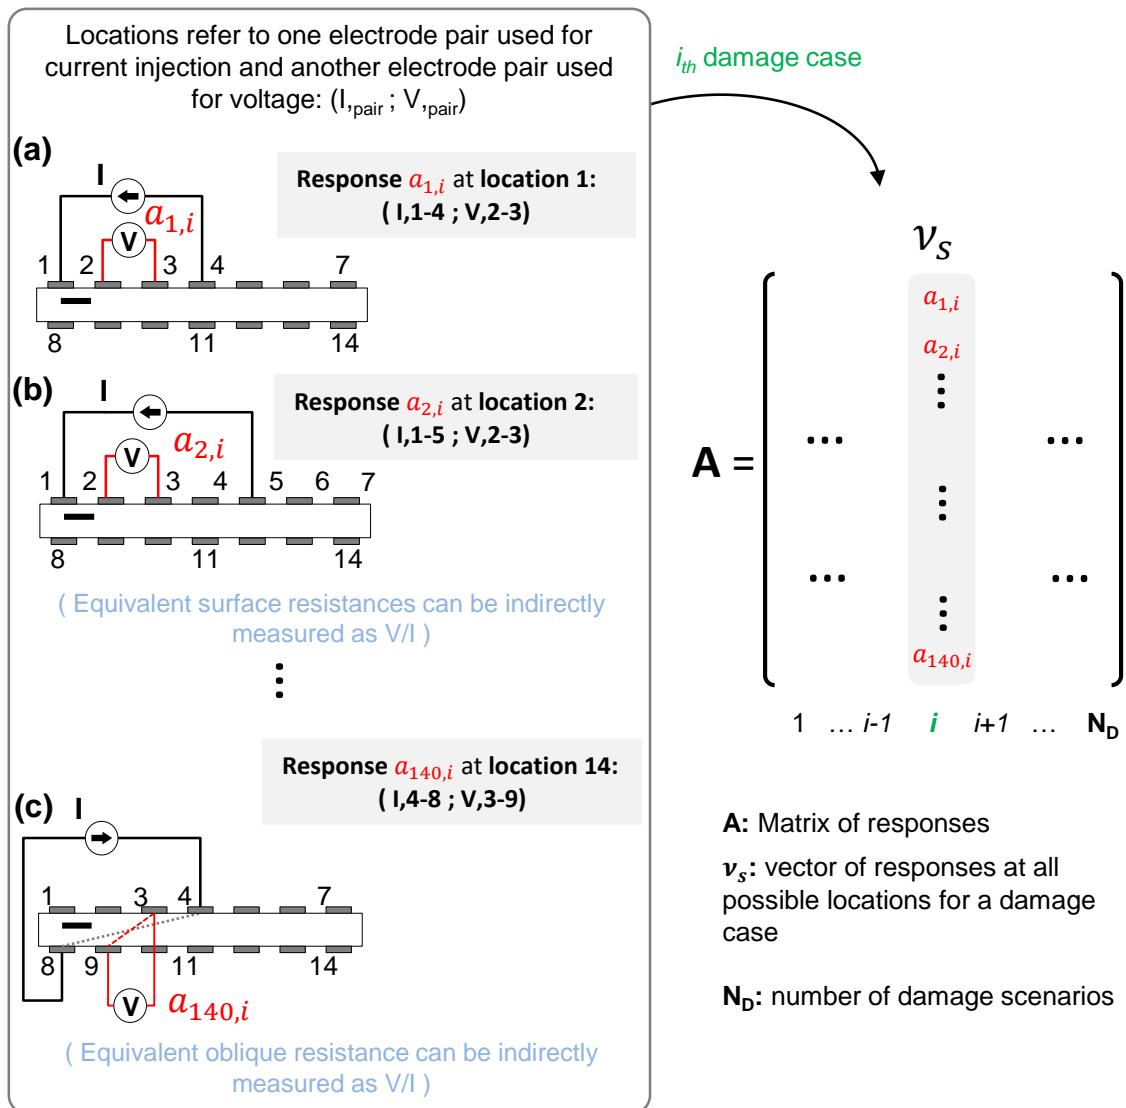 Locations refer to one electrode pair used for
current injection and another electrode pair used
for voltage: (I,pair ; V,pair)
ith damage case
(a)
I
Response a1,i at location 1:
( I,1-4 ; V,2-3)
a1,i
V
1 2 3 4 7
8 11 14
(b)
I
Response a2,i at location 2:
( I,1-5 ; V,2-3)
a2,i
V
1 2 3 4 5 6 7
8 11 14
( Equivalent surface resistances can be indirectly
measured as V/I )
⋮
Response a140,i at location 14:
( I,4-8 ; V,3-9)
(c)
I
1 3 4 7
8 9 11 14
V
a140,i
( Equivalent oblique resistance can be indirectly
measured as V/I )
νs
a1,i
a2,i
⋮
... ...
A =
⋮
... ...
⋮
a140,i
1 ... i-1 i i+1 ... ND
A: Matrix of responses
νs: vector of responses at all
possible locations for a damage
case
ND: number of damage scenarios